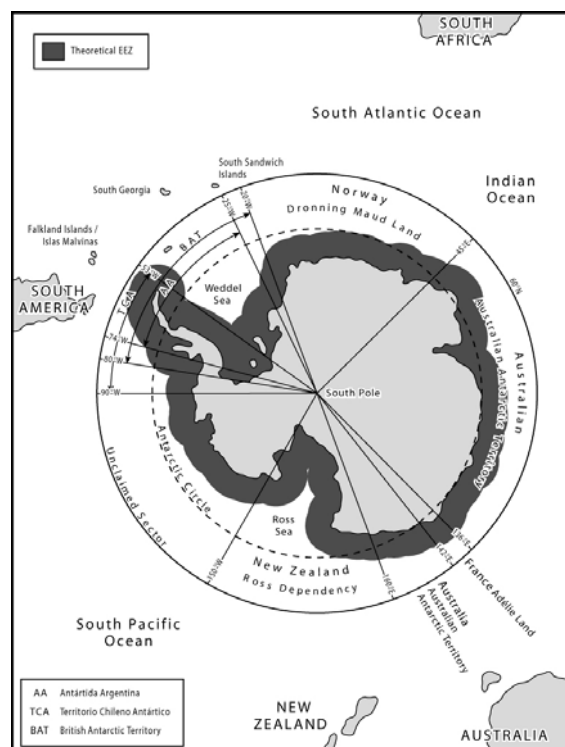 SOUTH
AFRICA
Theoretical EEZ
South Atlantic Ocean
South Sandwich
Islands
South Georgia
Norway
Dronning Maud Land
Indian
Ocean
Falkland Islands /
Islas Malvinas
BAT
AA
TCA
Weddel
Sea
SOUTH
AMERICA
Australian
Australian Antarctic
Territory
South Pole
Antarctic Circle
Unclaimed Sector
Ross
Sea
New Zealand
Ross Dependency
France Adélie Land
Australia
Australian
Antarctic Territory
South Pacific
Ocean
AA Antártida Argentina
TCA Territorio Chileno Antártico
BAT British Antarctic Territory
NEW
ZEALAND
AUSTRALIA